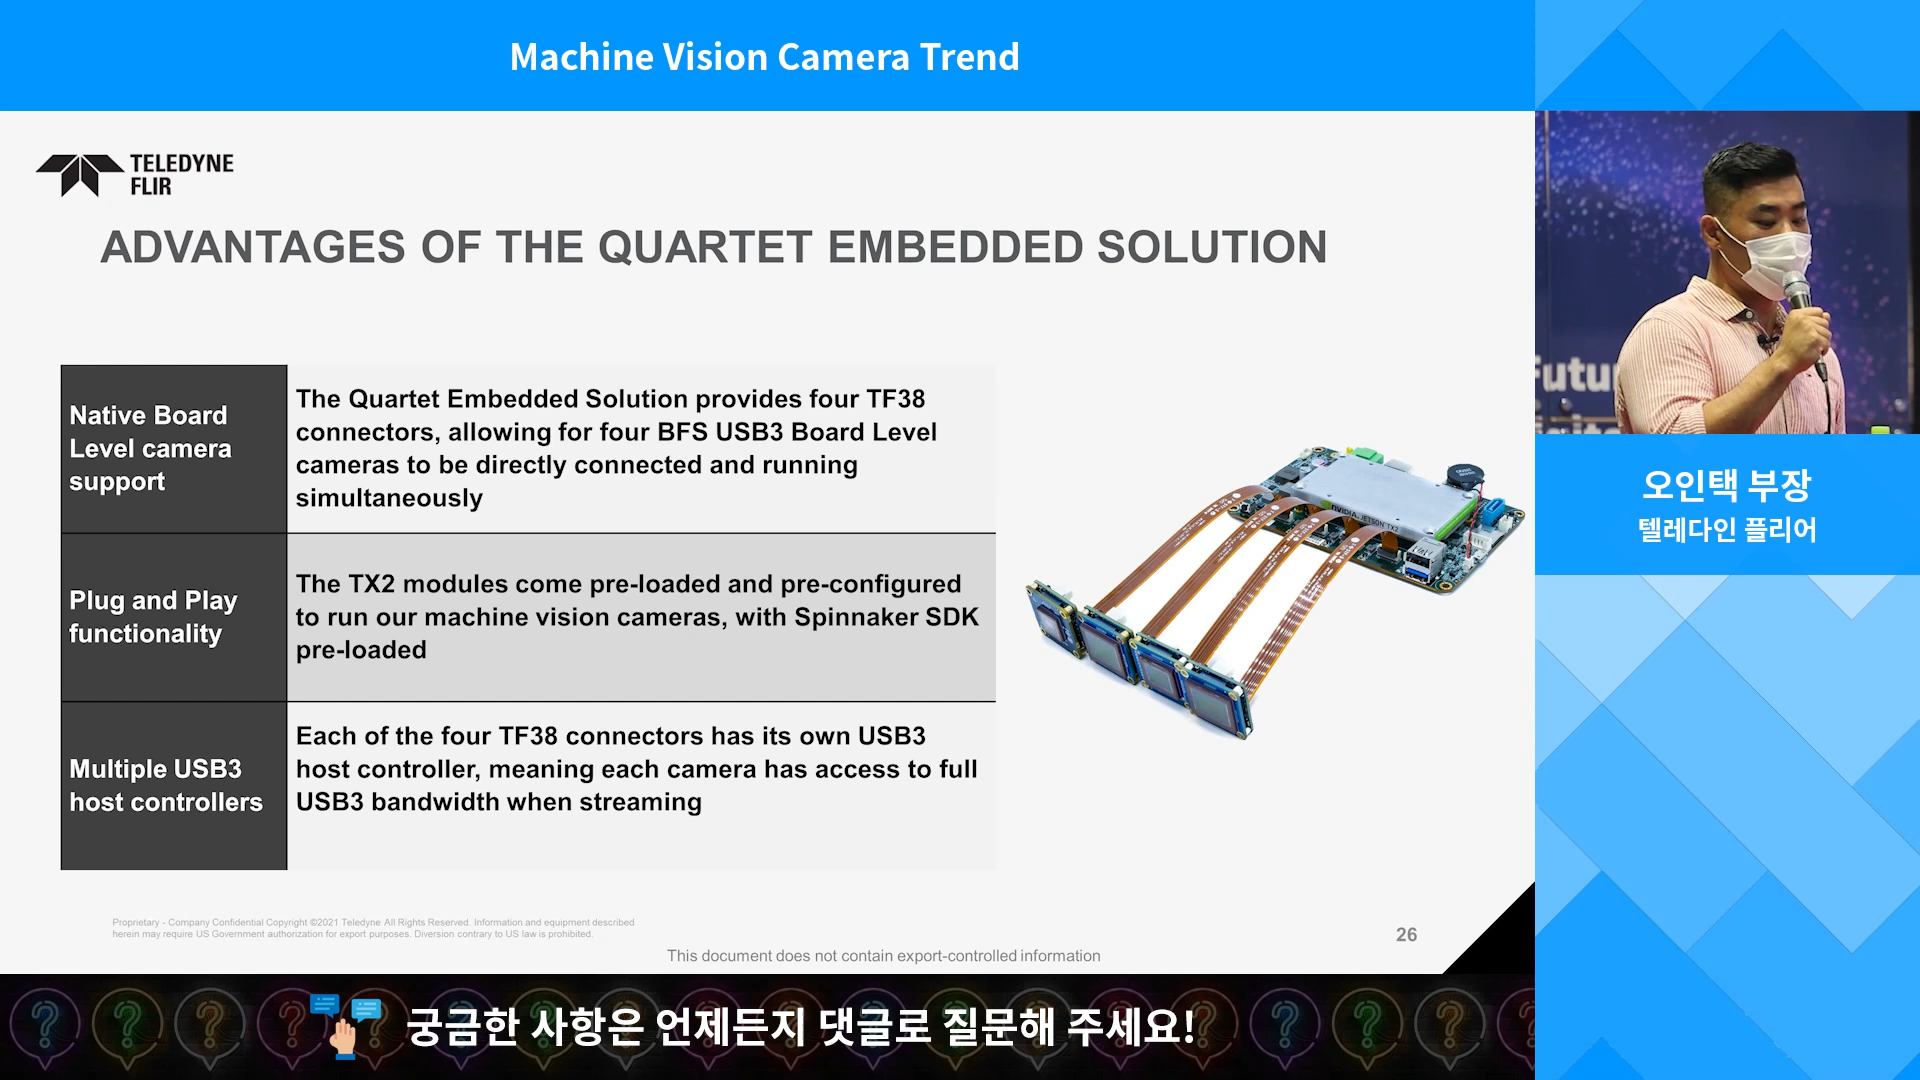 Machine Vision Camera Trend
TELEDYNE
FLIR
ADVANTAGES OF THE QUARTET EMBEDDED SOLUTION
Native Board
Level camera
support
The Quartet Embedded Solution provides four TF38
connectors, allowing for four BFS USB3 Board Level
cameras to be directly connected and running
simultaneously
Plug and Play
functionality
The TX2 modules come pre-loaded and pre-configured
to run our machine vision cameras, with Spinnaker SDK
pre-loaded
Multiple USB3
host controllers
Each of the four TF38 connectors has its own USB3
host controller, meaning each camera has access to full
USB3 bandwidth when streaming
NVIDIA JETSON TX2
Proprietary - Company Confidential Copyright ©2021 Teledyne All Rights Reserved. Information and equipment described
herein may require US Government authorization for export purposes. Diversion contrary to US law is prohibited.
This document does not contain export-controlled information
26
Futu
오인택 부장
텔레다인 플리어
궁금한 사항은 언제든지 댓글로 질문해 주세요!